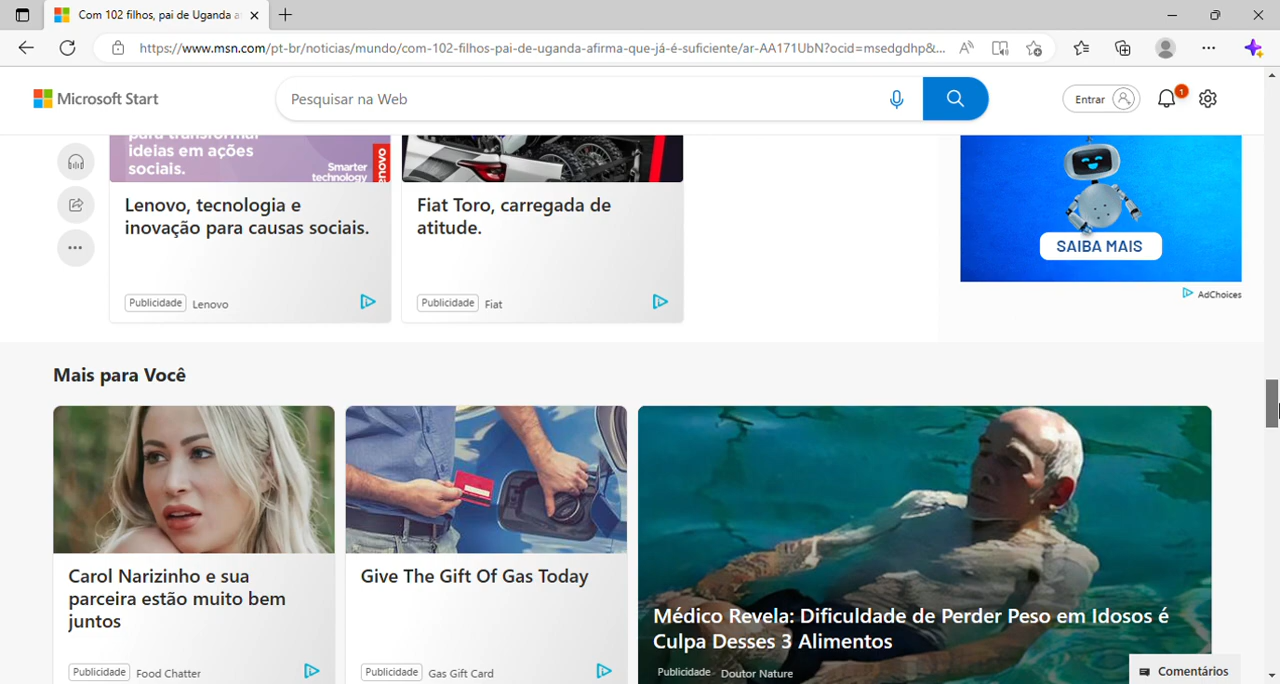 Com 102 filhos, pai de Uganda a
https://www.msn.com/pt-br/noticias/mundo/com-102-filhos-pai-de-uganda-afirma-que-já-é-suficiente/ar-AA171UbN?ocid=msedgdhp&...
Microsoft Start
Pesquisar na Web
Entrar
1
para transformar
ideias em ações
sociais.
Smarter
technology
Lenovo, tecnologia e
inovação para causas sociais.
Publicidade Lenovo
Fiat Toro, carregada de
atitude.
Publicidade Fiat
SAIBA MAIS
AdChoices
Mais para Você
Carol Narizinho e sua
parceira estão muito bem
juntos
Publicidade Food Chatter
Give The Gift Of Gas Today
Publicidade Gas Gift Card
Médico Revela: Dificuldade de Perder Peso em Idosos é
Culpa Desses 3 Alimentos
Publicidade Doutor Nature
Comentários